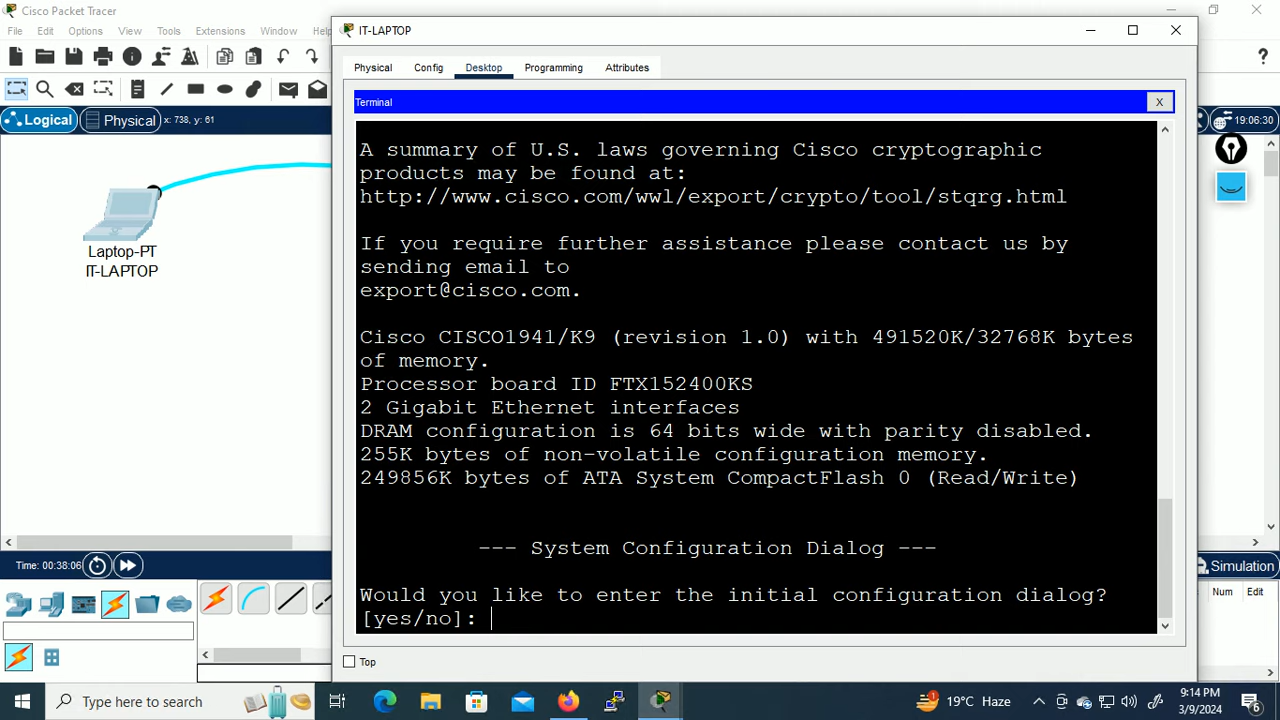 Cisco Packet Tracer
File Edit Options View Tools Extensions Window Help
Logical
Physical
x: 738, y: 61
Laptop-PT
IT-LAPTOP
Time: 00:38:06
IT-LAPTOP
Physical Config Desktop Programming Attributes
Terminal
X
A summary of U.S. laws governing Cisco cryptographic
products may be found at:
http://www.cisco.com/wwl/export/crypto/tool/stqrg.html
If you require further assistance please contact us by
sending email to
export@cisco.com.
Cisco CISCO1941/K9 (revision 1.0) with 491520K/32768K bytes
of memory.
Processor board ID FTX152400KS
2 Gigabit Ethernet interfaces
DRAM configuration is 64 bits wide with parity disabled.
255K bytes of non-volatile configuration memory.
249856K bytes of ATA System CompactFlash 0 (Read/Write)
--- System Configuration Dialog ---
Would you like to enter the initial configuration dialog?
[yes/no]:
Top
?
19:06:30
Simulation
Num Edit
Type here to search
1
19°C Haze
9:14 PM
3/9/2024
6